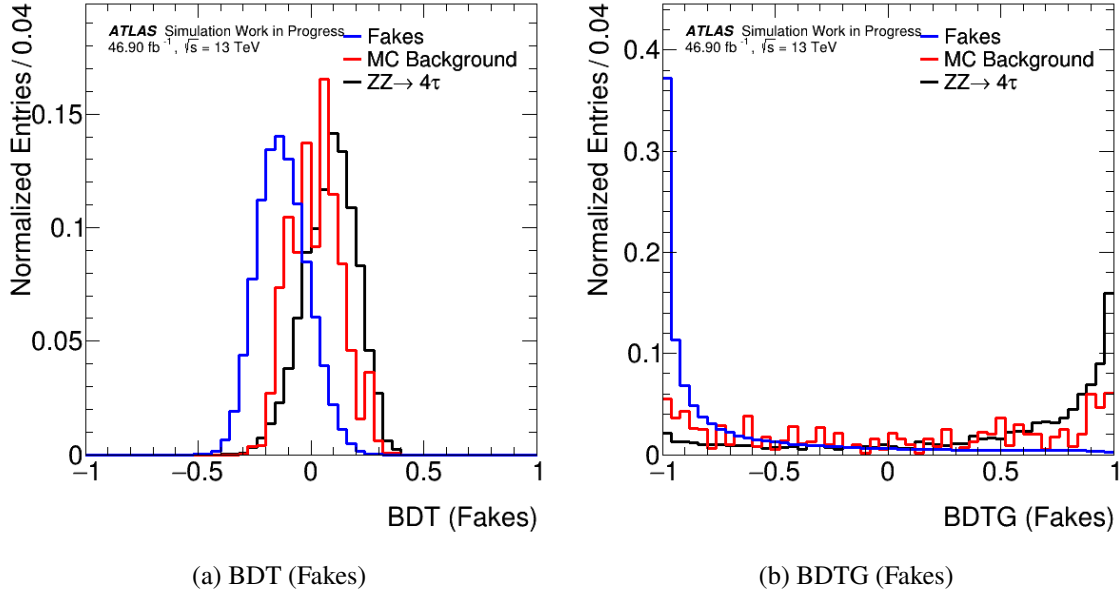 ATLAS Simulation Work in Progress
46.90 fb⁻¹, √s = 13 TeV
Fakes
MC Background
ZZ→ 4τ
Normalized Entries / 0.04
0.15
0.1
0.05
0
−1
−0.5
0
0.5
1
BDT (Fakes)
(a) BDT (Fakes)
ATLAS Simulation Work in Progress
46.90 fb⁻¹, √s = 13 TeV
Fakes
MC Background
ZZ→ 4τ
Normalized Entries / 0.04
0.4
0.3
0.2
0.1
0
−1
−0.5
0
0.5
1
BDTG (Fakes)
(b) BDTG (Fakes)